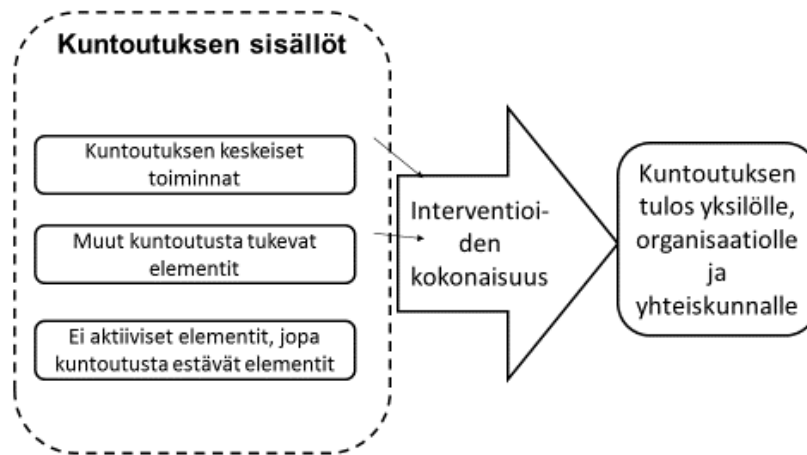 Kuntoutuksen sisällöt
Kuntoutuksen keskeiset
toiminnat
Muut kuntoutusta tukevat
elementit
Ei aktiiviset elementit, jopa
kuntoutusta estävät elementit
Interventioi-
den
kokonaisuus
Kuntoutuksen
tulos yksilölle,
organisaatiolle
ja
yhteiskunnalle